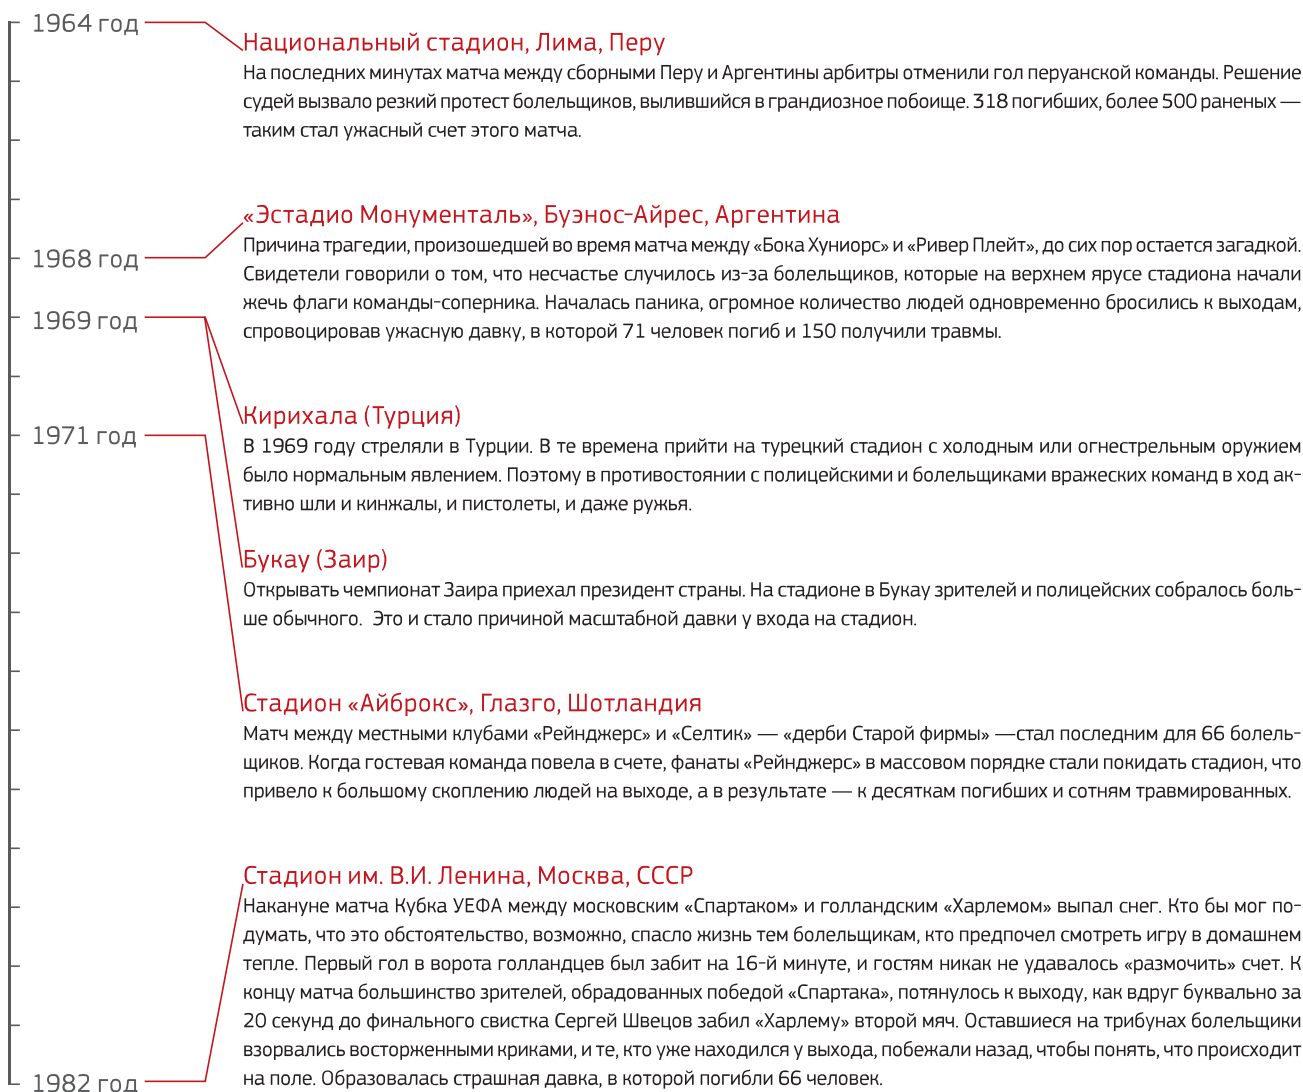 1964 год
Национальный стадион, Лима, Перу
На последних минутах матча между сборными Перу и Аргентины арбитры отменили гол перуанской команды. Решение
судей вызвало резкий протест болельщиков, вылившийся в грандиозное побоище. 318 погибших, более 500 раненых —
таким стал ужасный счет этого матча.
1968 год
«Эстадио Монументаль», Буэнос-Айрес, Аргентина
Причина трагедии, произошедшей во время матча между «Бока Хуниорс» и «Ривер Плейт», до сих пор остается загадкой.
Свидетели говорили о том, что несчастье случилось из-за болельщиков, которые на верхнем ярусе стадиона начали
жечь флаги команды-соперника. Началась паника, огромное количество людей одновременно бросились к выходам,
спровоцировав ужасную давку, в которой 71 человек погиб и 150 получили травмы.
1969 год
Кирихала (Турция)
В 1969 году стреляли в Турции. В те времена прийти на турецкий стадион с холодным или огнестрельным оружием
было нормальным явлением. Поэтому в противостоянии с полицейскими и болельщиками вражеских команд в ход ак-
тивно шли и кинжалы, и пистолеты, и даже ружья.
Букау (Заир)
Открывать чемпионат Заира приехал президент страны. На стадионе в Букау зрителей и полицейских собралось боль-
ше обычного. Это и стало причиной масштабной давки у входа на стадион.
1971 год
Стадион «Айброкс», Глазго, Шотландия
Матч между местными клубами «Рейнджерс» и «Селтик» — «дерби Старой фирмы» —стал последним для 66 болель-
щиков. Когда гостевая команда повела в счете, фанаты «Рейнджерс» в массовом порядке стали покидать стадион, что
привело к большому скоплению людей на выходе, а в результате — к десяткам погибших и сотням травмированных.
1982 год
Стадион им. В.И. Ленина, Москва, СССР
Накануне матча Кубка УЕФА между московским «Спартаком» и голландским «Харлемом» выпал снег. Кто бы мог по-
думать, что это обстоятельство, возможно, спасло жизнь тем болельщикам, кто предпочел смотреть игру в домашнем
тепле. Первый гол в ворота голландцев был забит на 16-й минуте, и гостям никак не удавалось «размочить» счет. К
концу матча большинство зрителей, обрадованных победой «Спартака», потянулось к выходу, как вдруг буквально за
20 секунд до финального свистка Сергей Швецов забил «Харлему» второй мяч. Оставшиеся на трибунах болельщики
взорвались восторженными криками, и те, кто уже находился у выхода, побежали назад, чтобы понять, что происходит
на поле. Образовалась страшная давка, в которой погибли 66 человек.